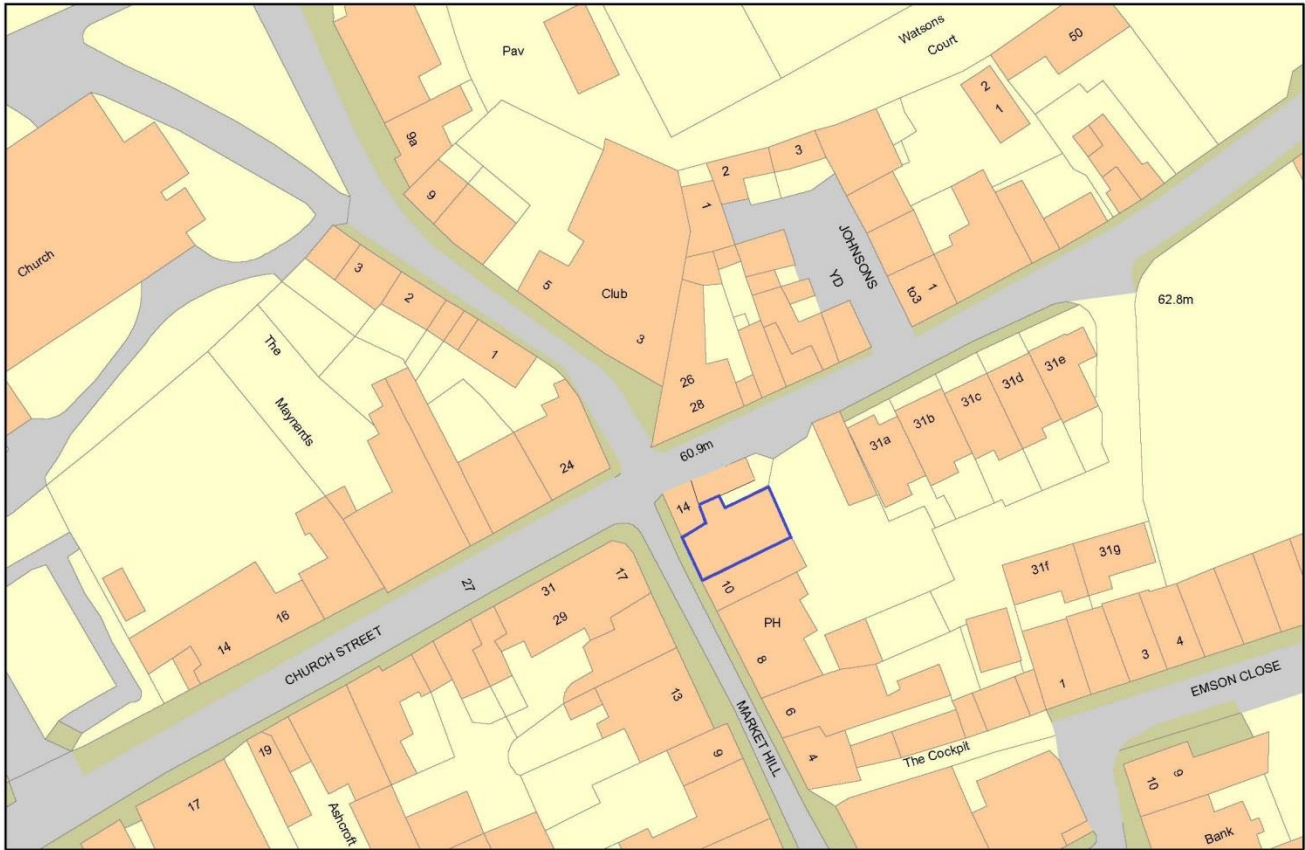 Watsons
Court
50
Pav
2
1
9a
3
2
9
1
Church
JOHNSONS
YD
1
to3
5
Club
3
3
2
1
The
Maynards
62.8m
26
28
31e
31d
31c
31b
31a
60.9m
24
14
27
31
29
17
10
PH
8
31f
31g
16
14
CHURCH STREET
13
6
4
1
3
4
EMSON CLOSE
MARKET HILL
The Cockpit
19
9
17
Ashcroft
10
9
Bank